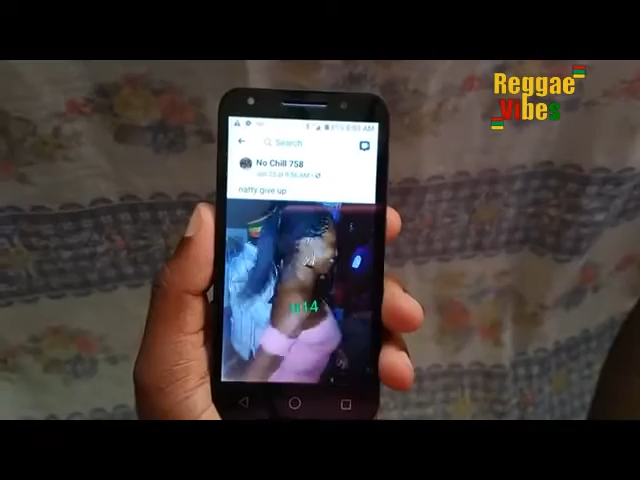 Reggae
Vibes
Search
No Chill 758
natty give up